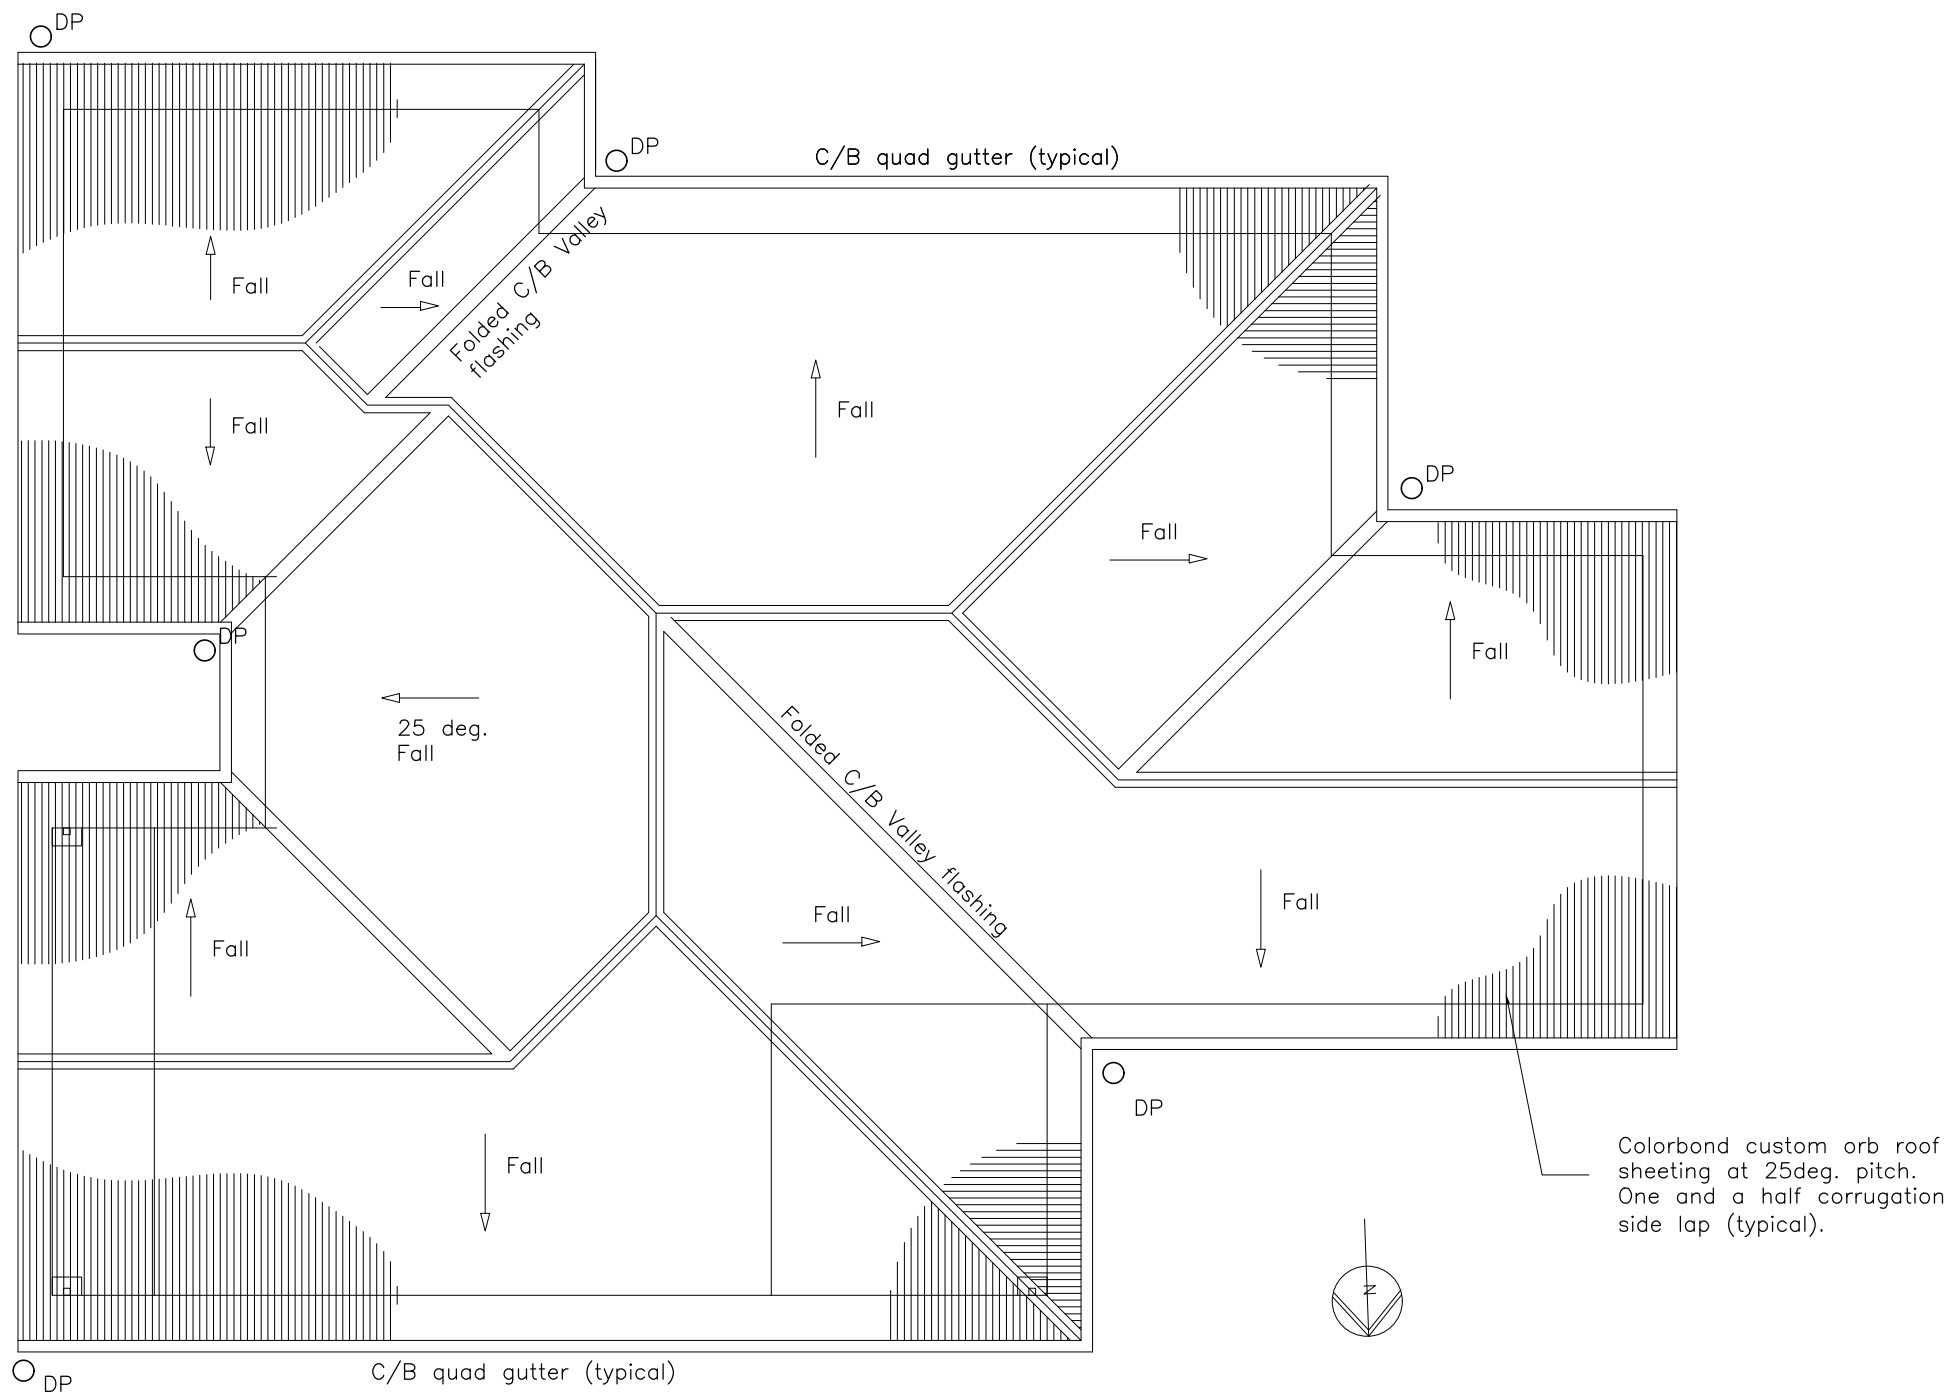 DP
DP
C/B quad gutter (typical)
Folded C/B Valley
flashing
Fall
Fall
Fall
Fall
DP
Fall
Fall
DP
25 deg.
Fall
Folded C/B Valley flashing
Fall
Fall
Fall
DP
Fall
Colorbond custom orb roof
sheeting at 25deg. pitch.
One and a half corrugation
side lap (typical).
N
C/B quad gutter (typical)
DP